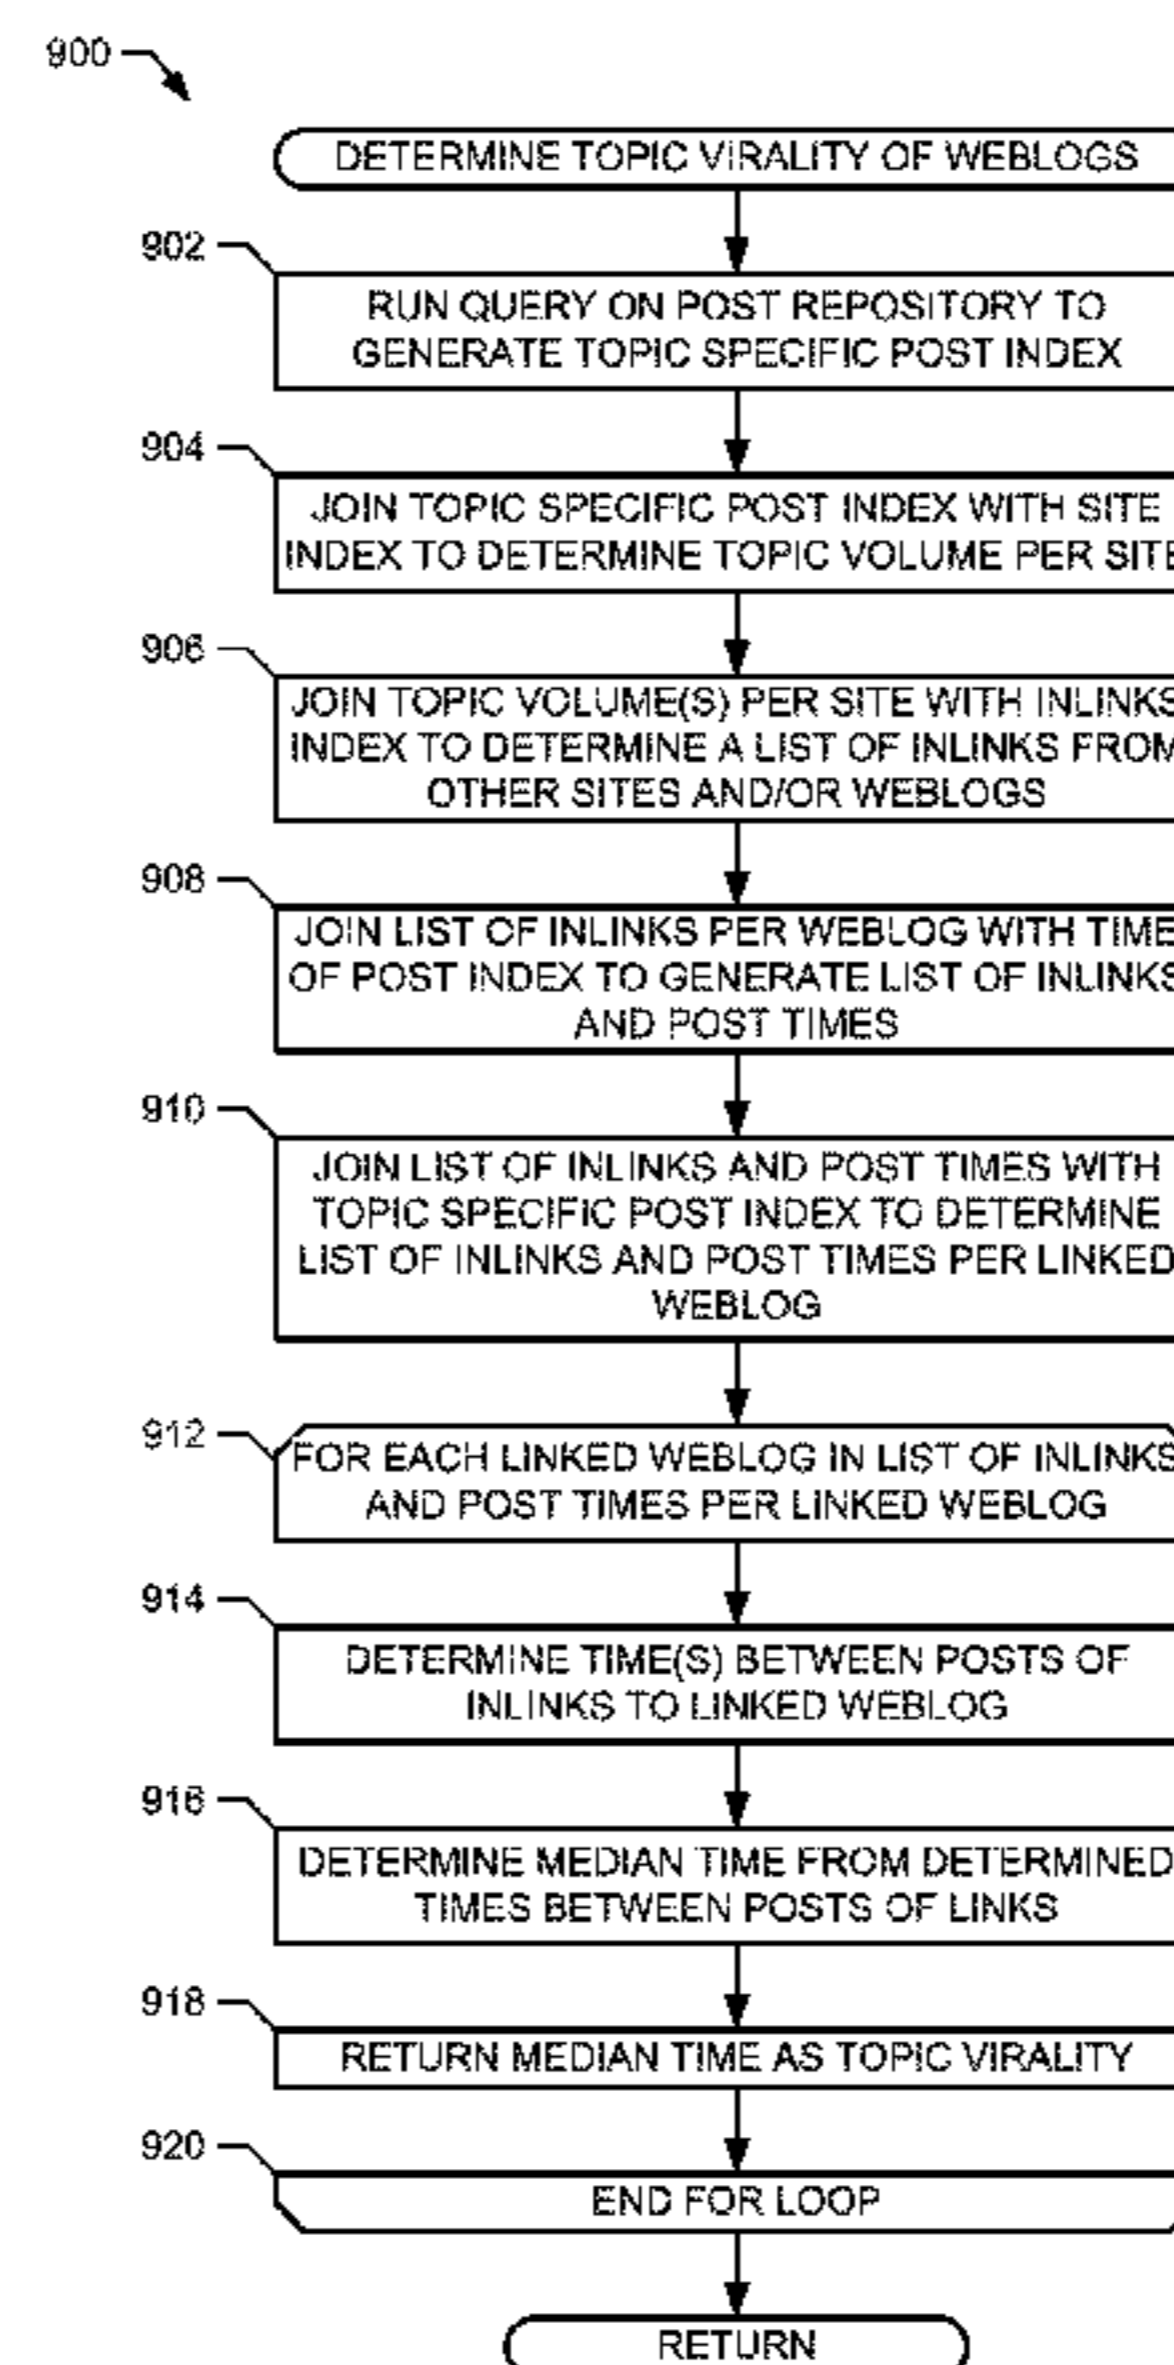 900
DETERMINE TOPIC VIRALITY OF WEBLOGS
902
RUN QUERY ON POST REPOSITORY TO
GENERATE TOPIC SPECIFIC POST INDEX
904
JOIN TOPIC SPECIFIC POST INDEX WITH SITE
INDEX TO DETERMINE TOPIC VOLUME PER SITE
906
JOIN TOPIC VOLUME(S) PER SITE WITH INLINKS
INDEX TO DETERMINE A LIST OF INLINKS FROM
OTHER SITES AND/OR WEBLOGS
908
JOIN LIST OF INLINKS PER WEBLOG WITH TIME
OF POST INDEX TO GENERATE LIST OF INLINKS
AND POST TIMES
910
JOIN LIST OF INLINKS AND POST TIMES WITH
TOPIC SPECIFIC POST INDEX TO DETERMINE
LIST OF INLINKS AND POST TIMES PER LINKED
WEBLOG
912
FOR EACH LINKED WEBLOG IN LIST OF INLINKS
AND POST TIMES PER LINKED WEBLOG
914
DETERMINE TIME(S) BETWEEN POSTS OF
INLINKS TO LINKED WEBLOG
916
DETERMINE MEDIAN TIME FROM DETERMINED
TIMES BETWEEN POSTS OF LINKS
918
RETURN MEDIAN TIME AS TOPIC VIRALITY
920
END FOR LOOP
RETURN